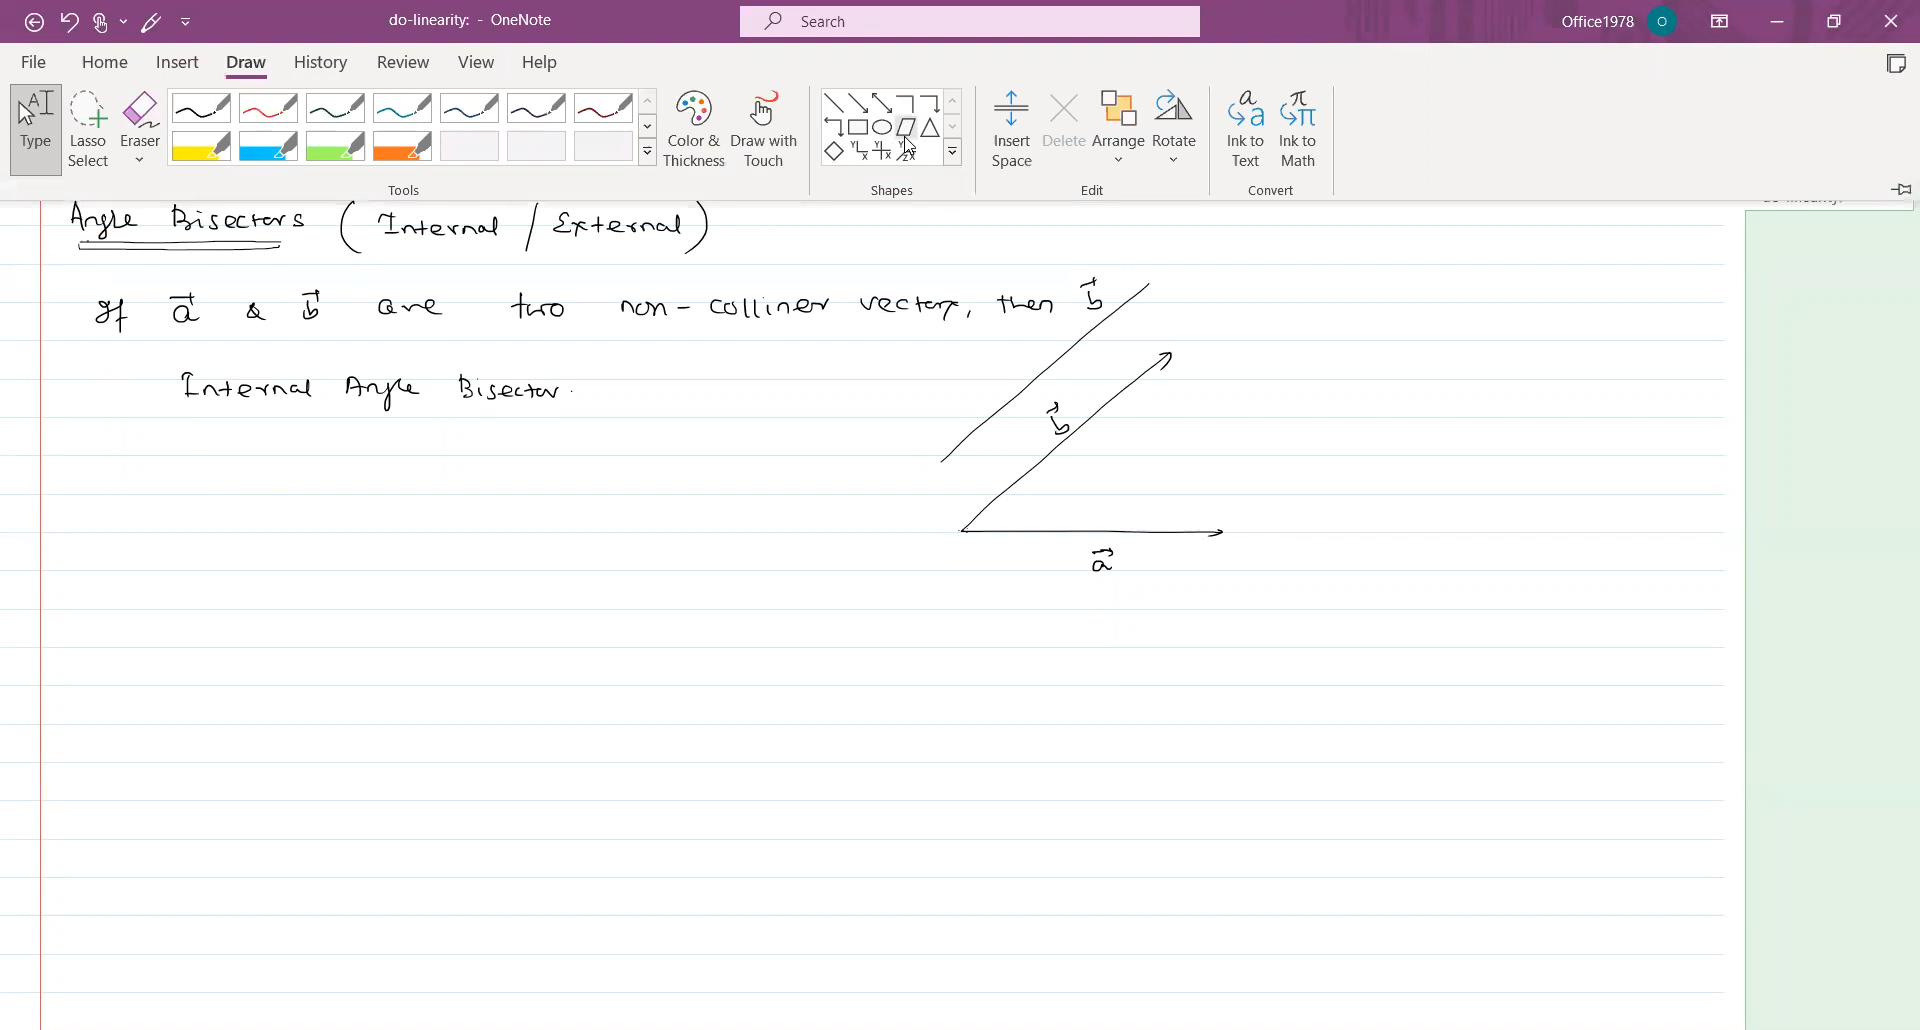 do-linearity: - OneNote
Search
Office1978
O
File Home Insert Draw History Review View Help
Type
Lasso Select
Eraser
Color & Thickness
Draw with Touch
Insert Space
Delete
Arrange
Rotate
Ink to Text
Ink to Math
Tools
Shapes
Edit
Convert
Angle Bisectors ( Internal / External )
If a⃗ & b⃗ are two non-colliner vectors, then b⃗
Internal Angle Bisector.
b⃗
a⃗